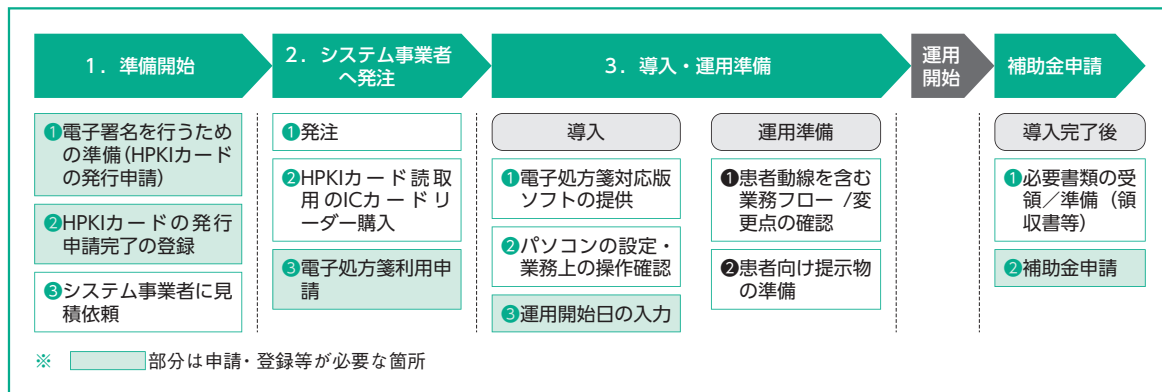 1．準備開始
2．システム事業者
へ発注
3．導入・運用準備
運用
開始
補助金申請
❶電子署名を行うため
の準備（HPKIカード
の発行申請）
❷HPKIカードの発行
申請完了の登録
❸システム事業者に見
積依頼
❶発注
❷HPKIカード読取
用のICカードリ
ーダー購入
❸電子処方箋利用申
請
導入
❶電子処方箋対応版
ソフトの提供
❷パソコンの設定・
業務上の操作確認
❸運用開始日の入力
運用準備
❶患者動線を含む
業務フロー /変
更点の確認
❷患者向け提示物
の準備
導入完了後
❶必要書類の受
領／準備（領
収書等）
❷補助金申請
※ 部分は申請・登録等が必要な箇所